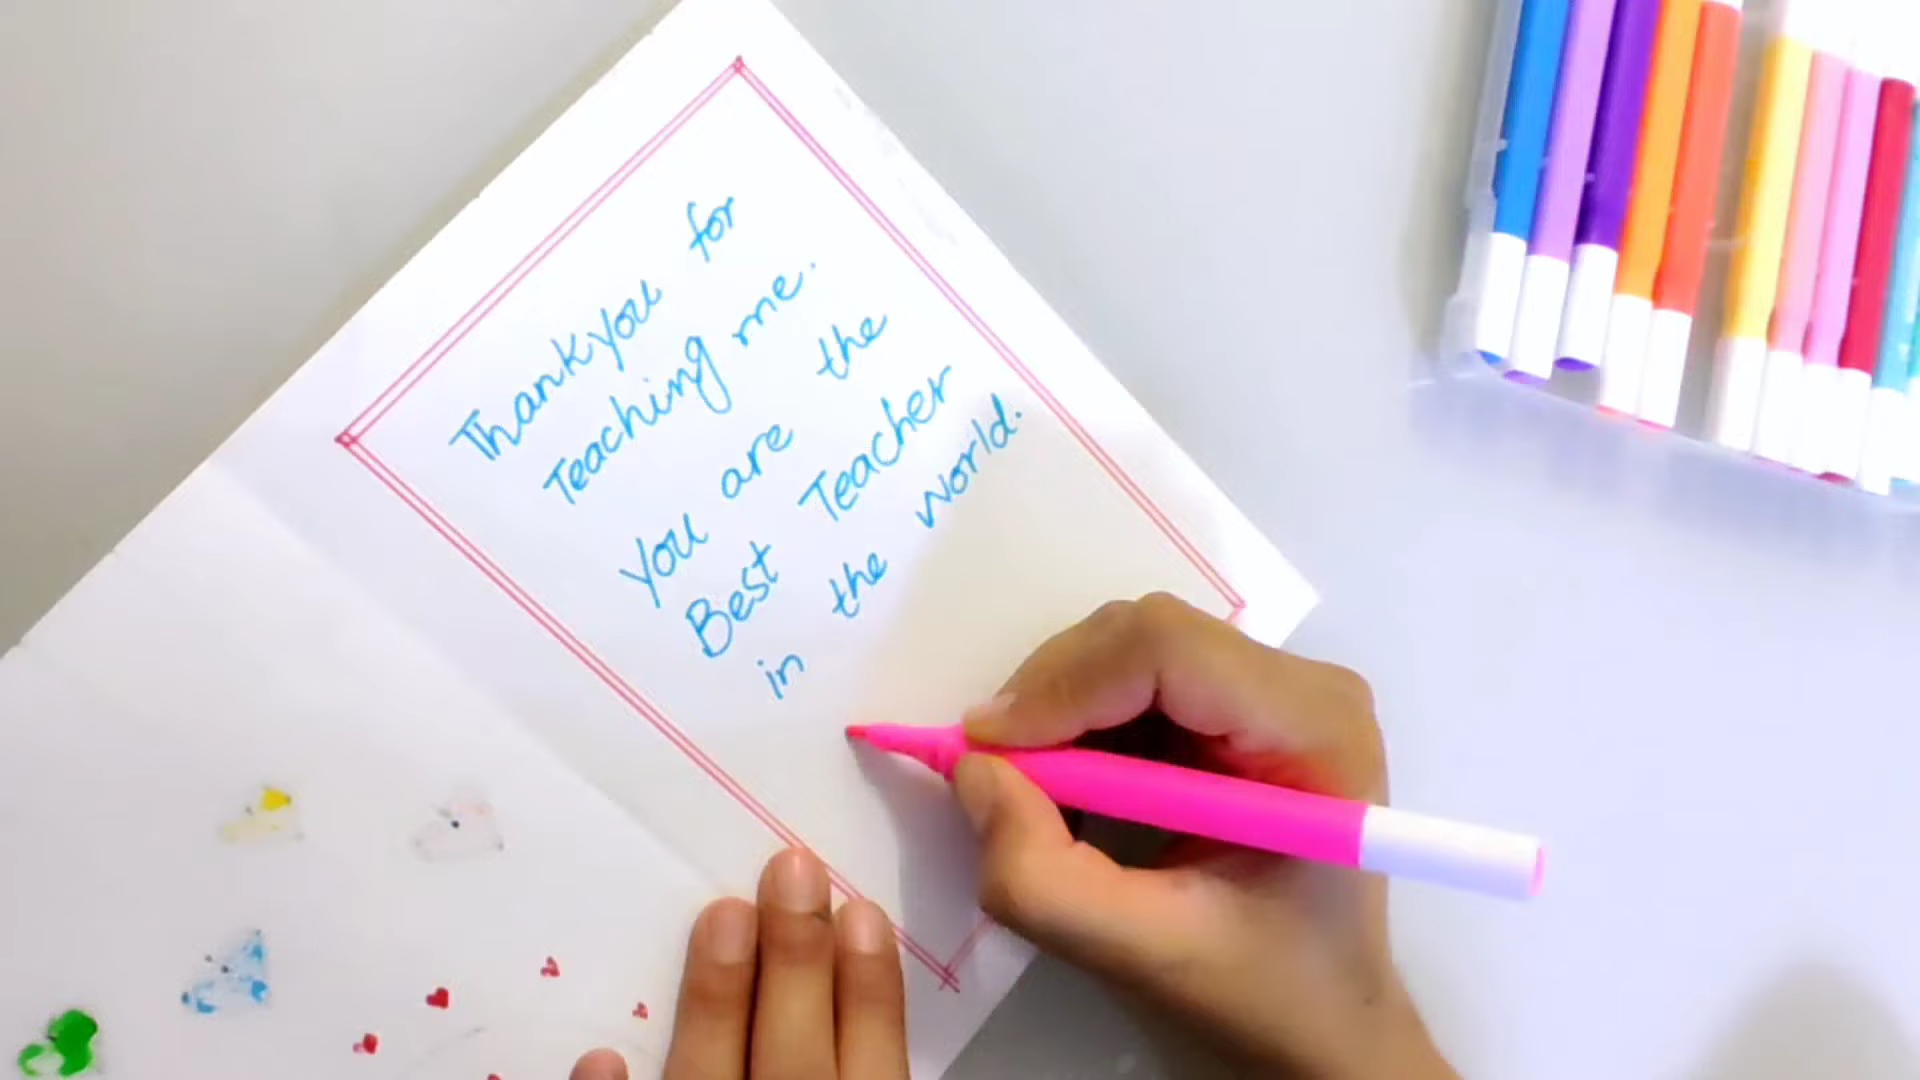 Thankyou for
Teaching me.
You are the
Best Teacher
in the world.